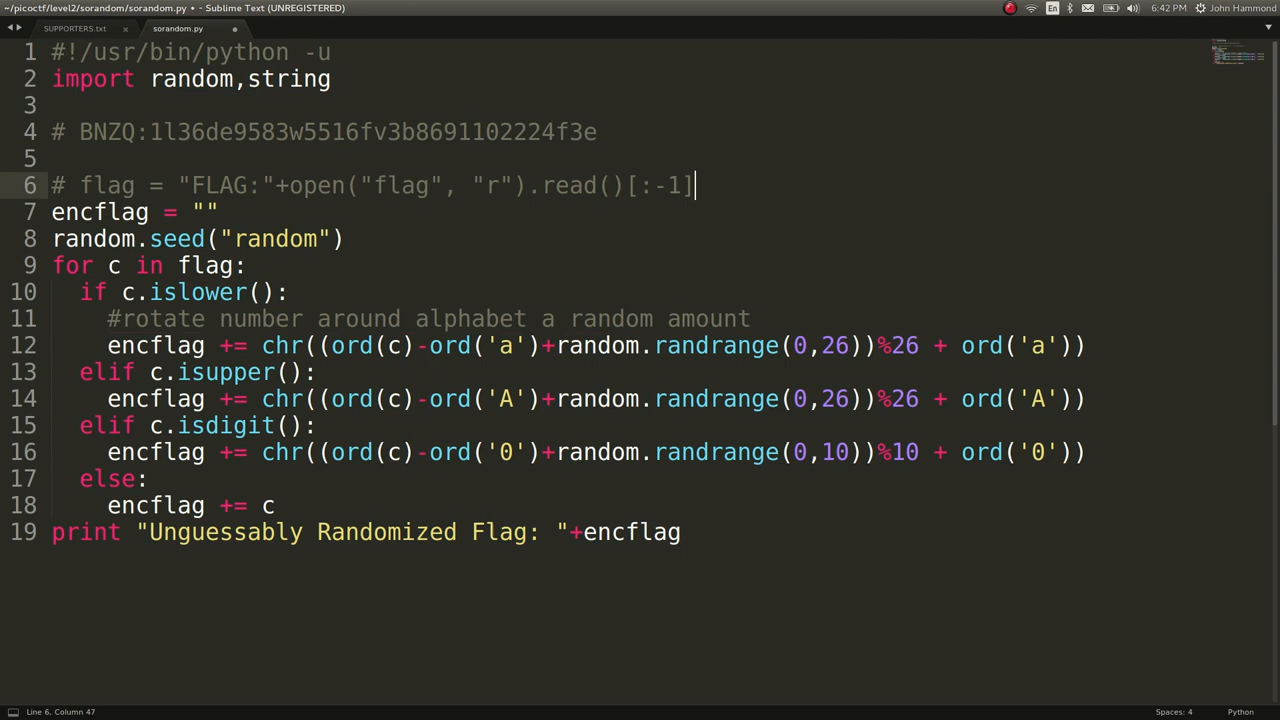 ~/picoctf/level2/sorandom/sorandom.py • - Sublime Text (UNREGISTERED)
En
6:42 PM
John Hammond
SUPPORTERS.txt
sorandom.py
1 #!/usr/bin/python -u
2 import random,string
3
4 # BNZQ:1l36de9583w5516fv3b8691102224f3e
5
6 # flag = "FLAG:"+open("flag", "r").read()[:-1]
7 encflag = ""
8 random.seed("random")
9 for c in flag:
10 if c.islower():
11 #rotate number around alphabet a random amount
12 encflag += chr((ord(c)-ord('a')+random.randrange(0,26))%26 + ord('a'))
13 elif c.isupper():
14 encflag += chr((ord(c)-ord('A')+random.randrange(0,26))%26 + ord('A'))
15 elif c.isdigit():
16 encflag += chr((ord(c)-ord('0')+random.randrange(0,10))%10 + ord('0'))
17 else:
18 encflag += c
19 print "Unguessably Randomized Flag: "+encflag
Line 6, Column 47
Spaces: 4
Python